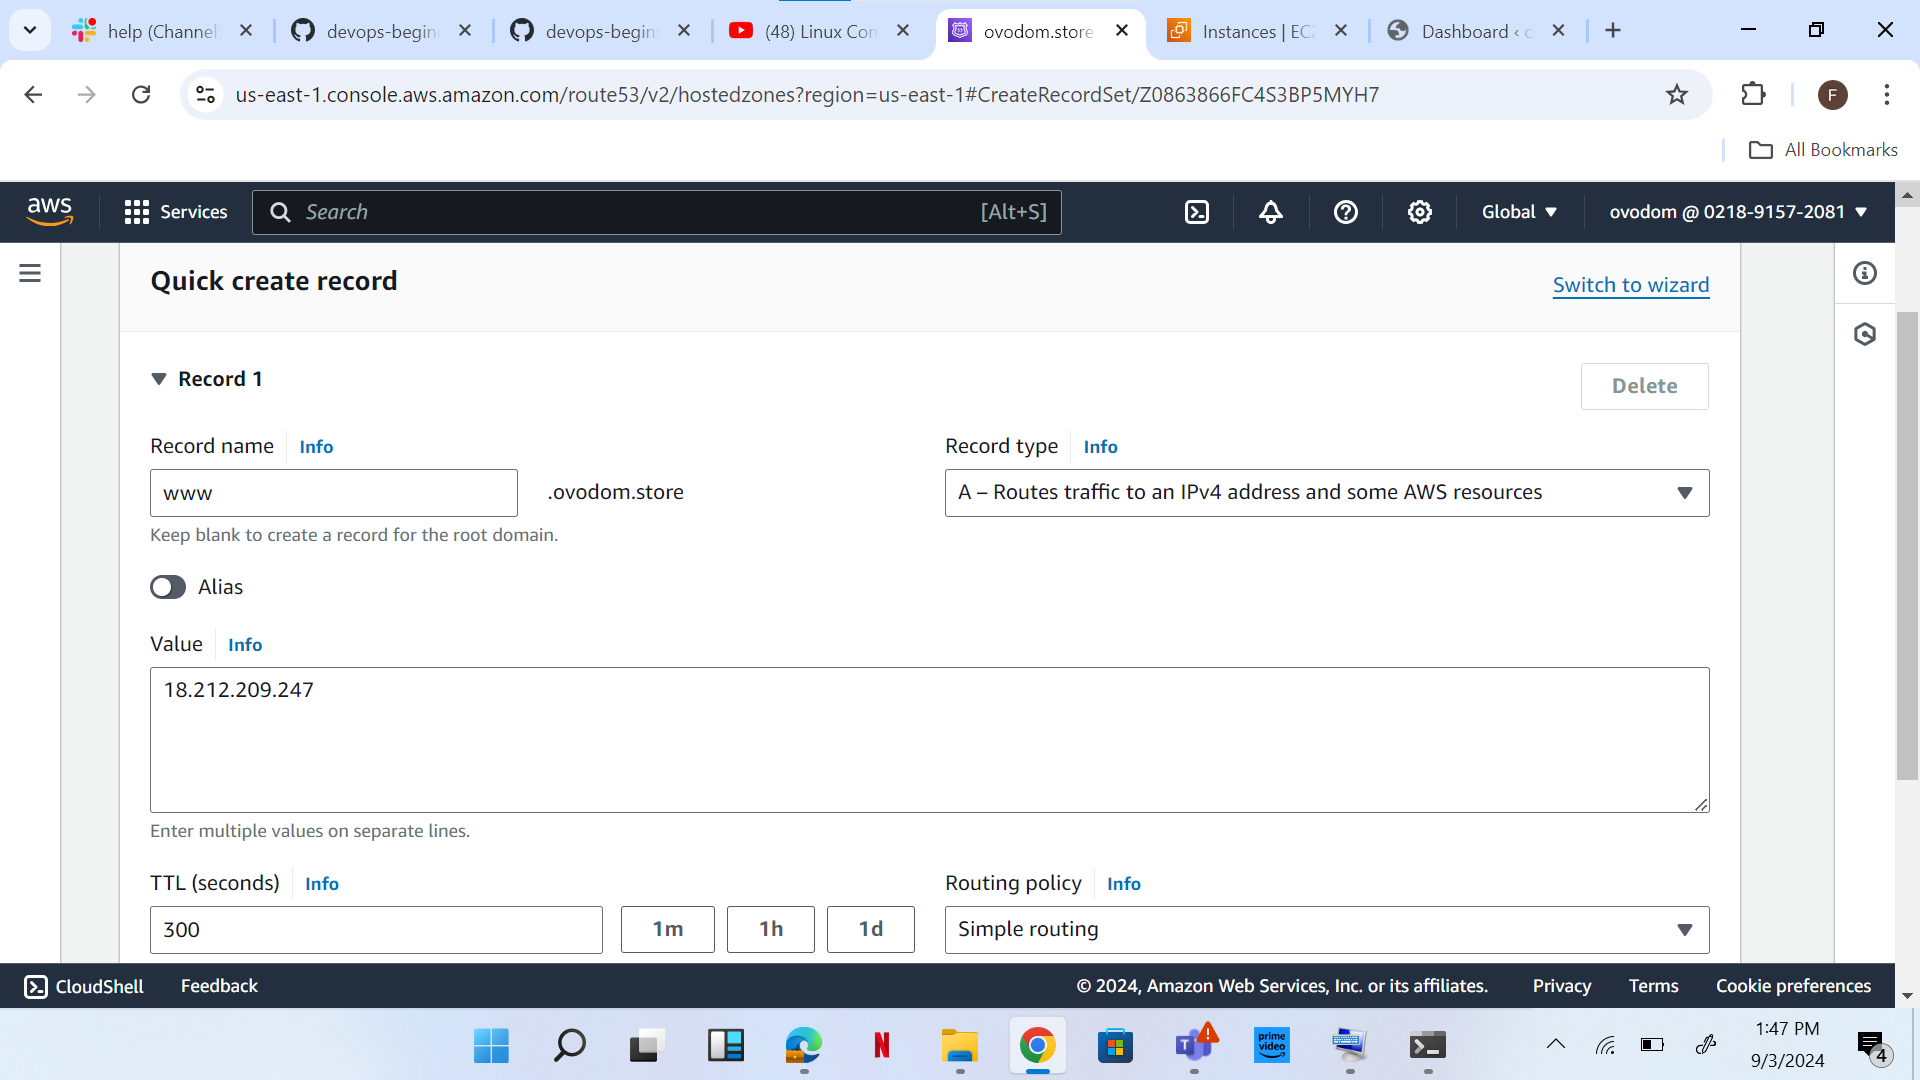 help (Channel)
devops-begin
devops-begin
(48) Linux Con
ovodom.store
Instances | EC2
Dashboard ‹ o
us-east-1.console.aws.amazon.com/route53/v2/hostedzones?region=us-east-1#CreateRecordSet/Z0863866FC4S3BP5MYH7
F
All Bookmarks
aws
Services
Search
[Alt+S]
Global
ovodom @ 0218-9157-2081
Quick create record
Switch to wizard
Record 1
Delete
Record name Info
Record type Info
www
.ovodom.store
A – Routes traffic to an IPv4 address and some AWS resources
Keep blank to create a record for the root domain.
Alias
Value Info
18.212.209.247
Enter multiple values on separate lines.
TTL (seconds) Info
Routing policy Info
300
1m
1h
1d
Simple routing
CloudShell
Feedback
© 2024, Amazon Web Services, Inc. or its affiliates.
Privacy
Terms
Cookie preferences
N
T
prime video
1:47 PM
9/3/2024
4